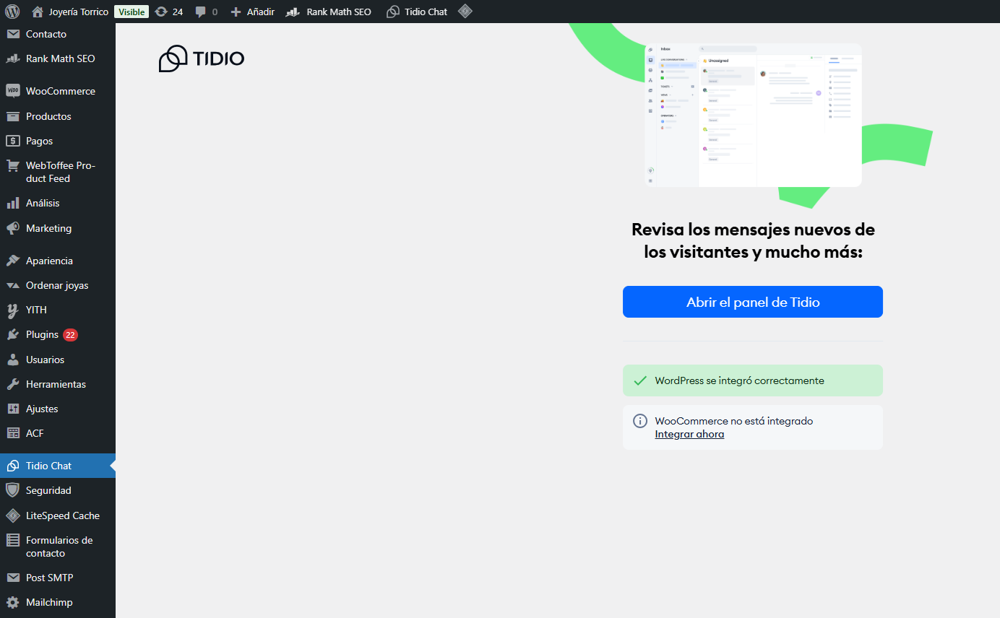 Joyería Torrico
Visible
24
0
Añadir
Rank Math SEO
Tidio Chat
Contacto
Rank Math SEO
WooCommerce
Productos
Pagos
WebToffee Pro-
duct Feed
Análisis
Marketing
Apariencia
Ordenar joyas
YITH
Plugins 22
Usuarios
Herramientas
Ajustes
ACF
Tidio Chat
Seguridad
LiteSpeed Cache
Formularios de
contacto
Post SMTP
Mailchimp
TIDIO
Inbox
Unassigned
Revisa los mensajes nuevos de
los visitantes y mucho más:
Abrir el panel de Tidio
WordPress se integró correctamente
WooCommerce no está integrado
Integrar ahora